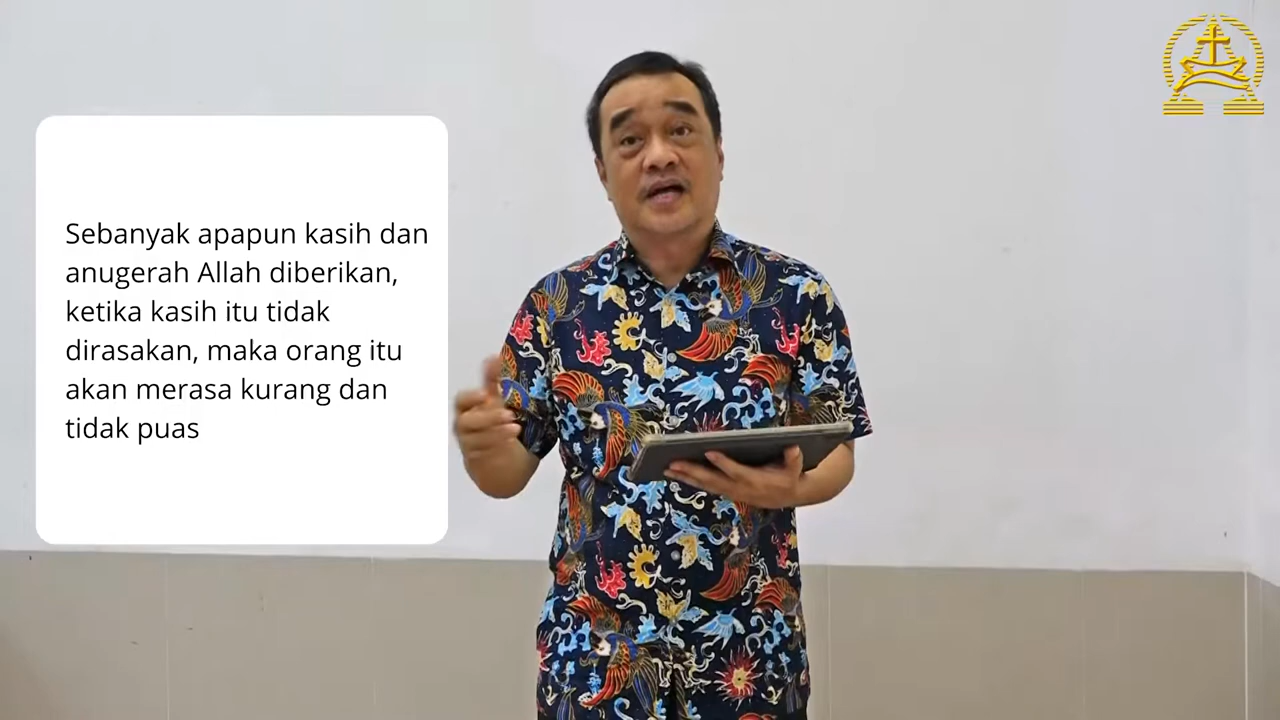 Sebanyak apapun kasih dan
anugerah Allah diberikan,
ketika kasih itu tidak
dirasakan, maka orang itu
akan merasa kurang dan
tidak puas